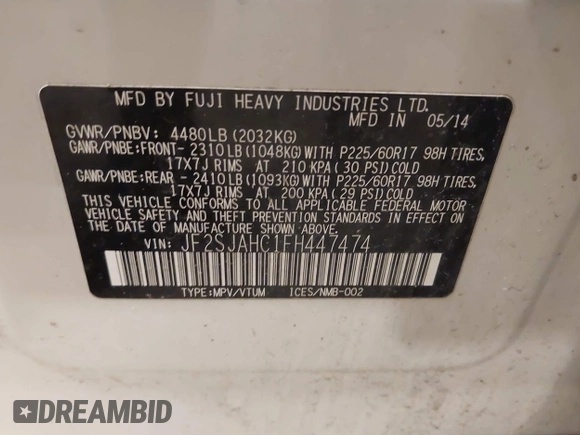 MFD BY FUJI HEAVY INDUSTRIES LTD.
MFD IN 05/14
GVWR/PNBV: 4480LB(2032KG)
GAWR/PNBE:FRONT-2310LB(1048KG)WITH P225/60R17 98H TIRES,
17X7J RIMS AT 210 KPA(30 PSI)COLD
GAWR/PNBE:REAR -2410LB(1093KG)WITH P225/60R17 98H TIRES,
17X7J RIMS AT 200 KPA(29 PSI)COLD
THIS VEHICLE CONFORMS TO ALL APPLICABLE FEDERAL MOTOR
VEHICLE SAFETY AND THEFT PREVENTION STANDARDS IN EFFECT ON
THE DATE OF MANUFACTURE SHOWN ABOVE.
VIN: JF2SJAHC1FH447474
TYPE:MPV/VTUM ICES/NMB-002
DREAMBID